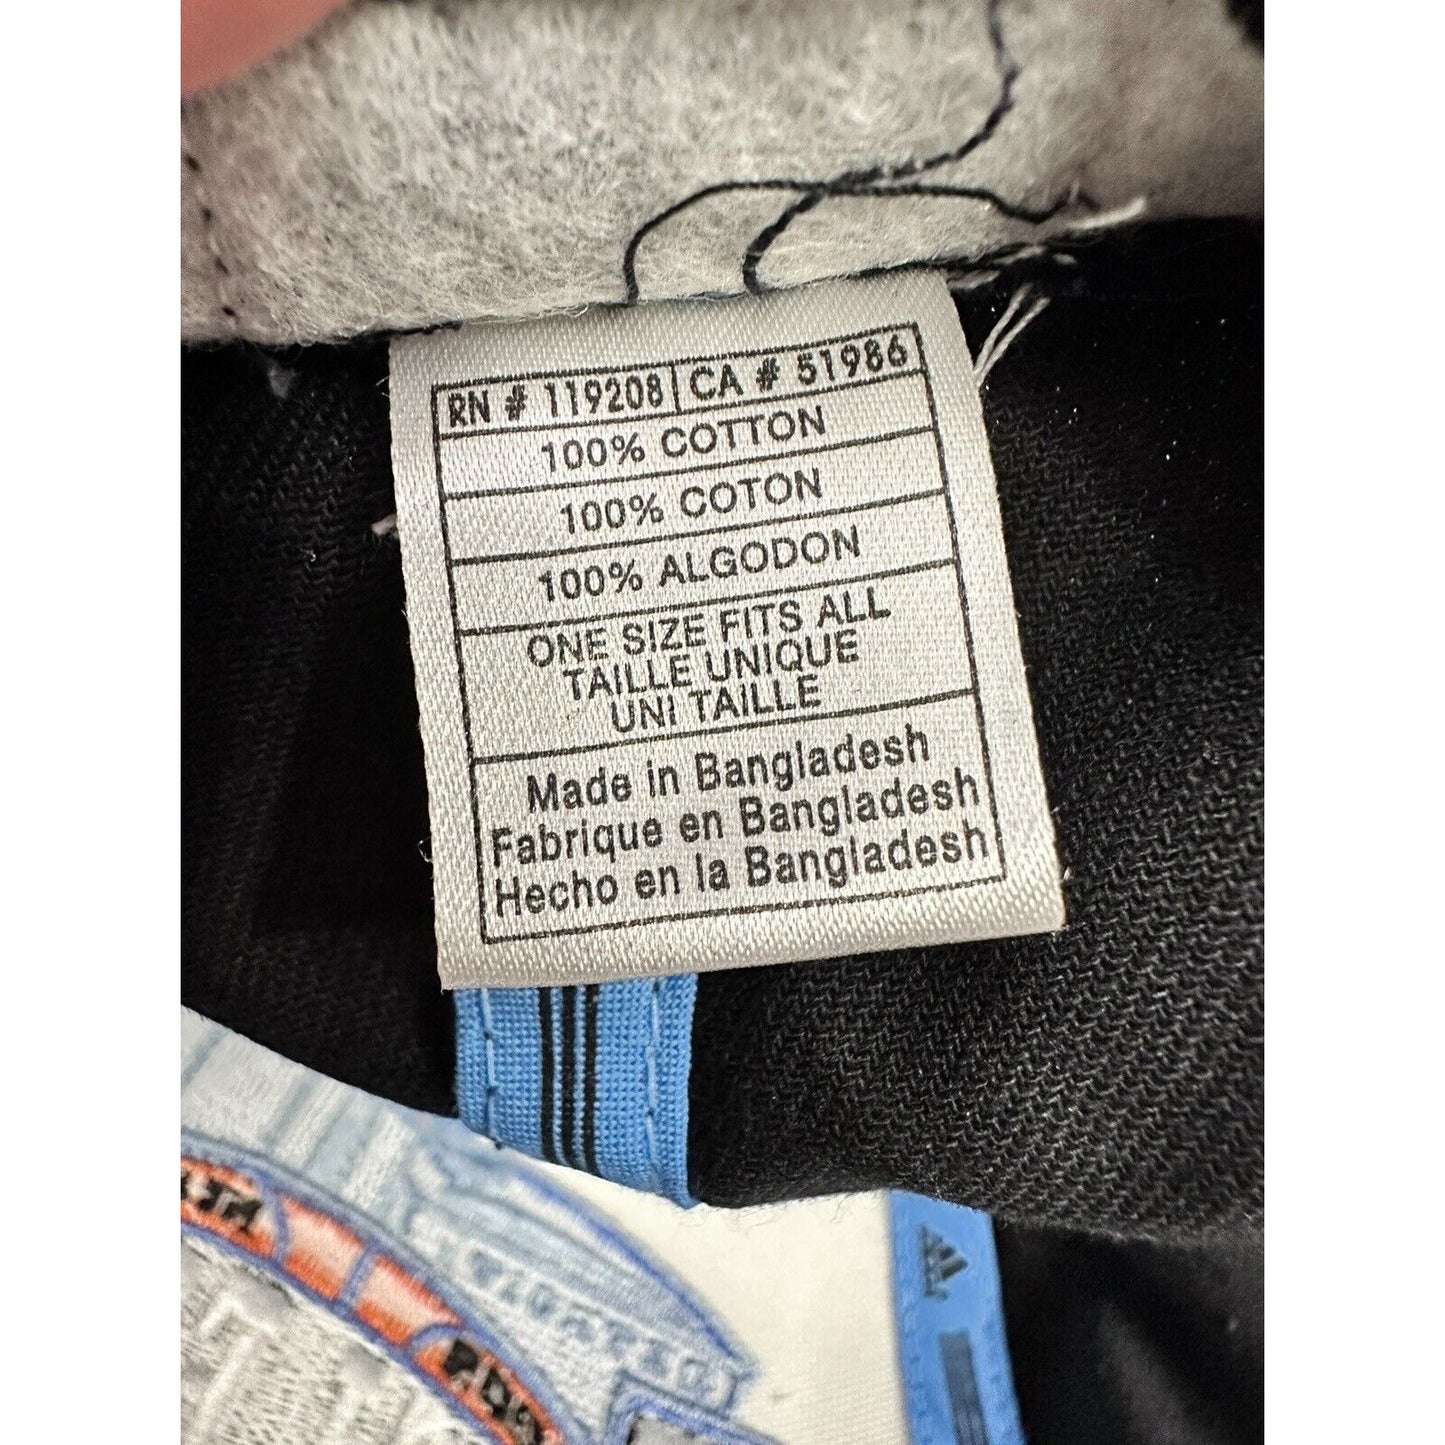 RN # 119208 CA # 51986
100% COTTON
100% COTON
100% ALGODON
ONE SIZE FITS ALL
TAILLE UNIQUE
UNI TAILLE
Made in Bangladesh
Fabrique en Bangladesh
Hecho en la Bangladesh